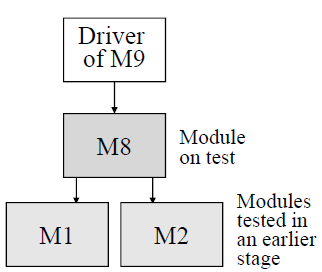 Driver
of M9
M8
Module
on test
M1
M2
Modules
tested in
an earlier
stage